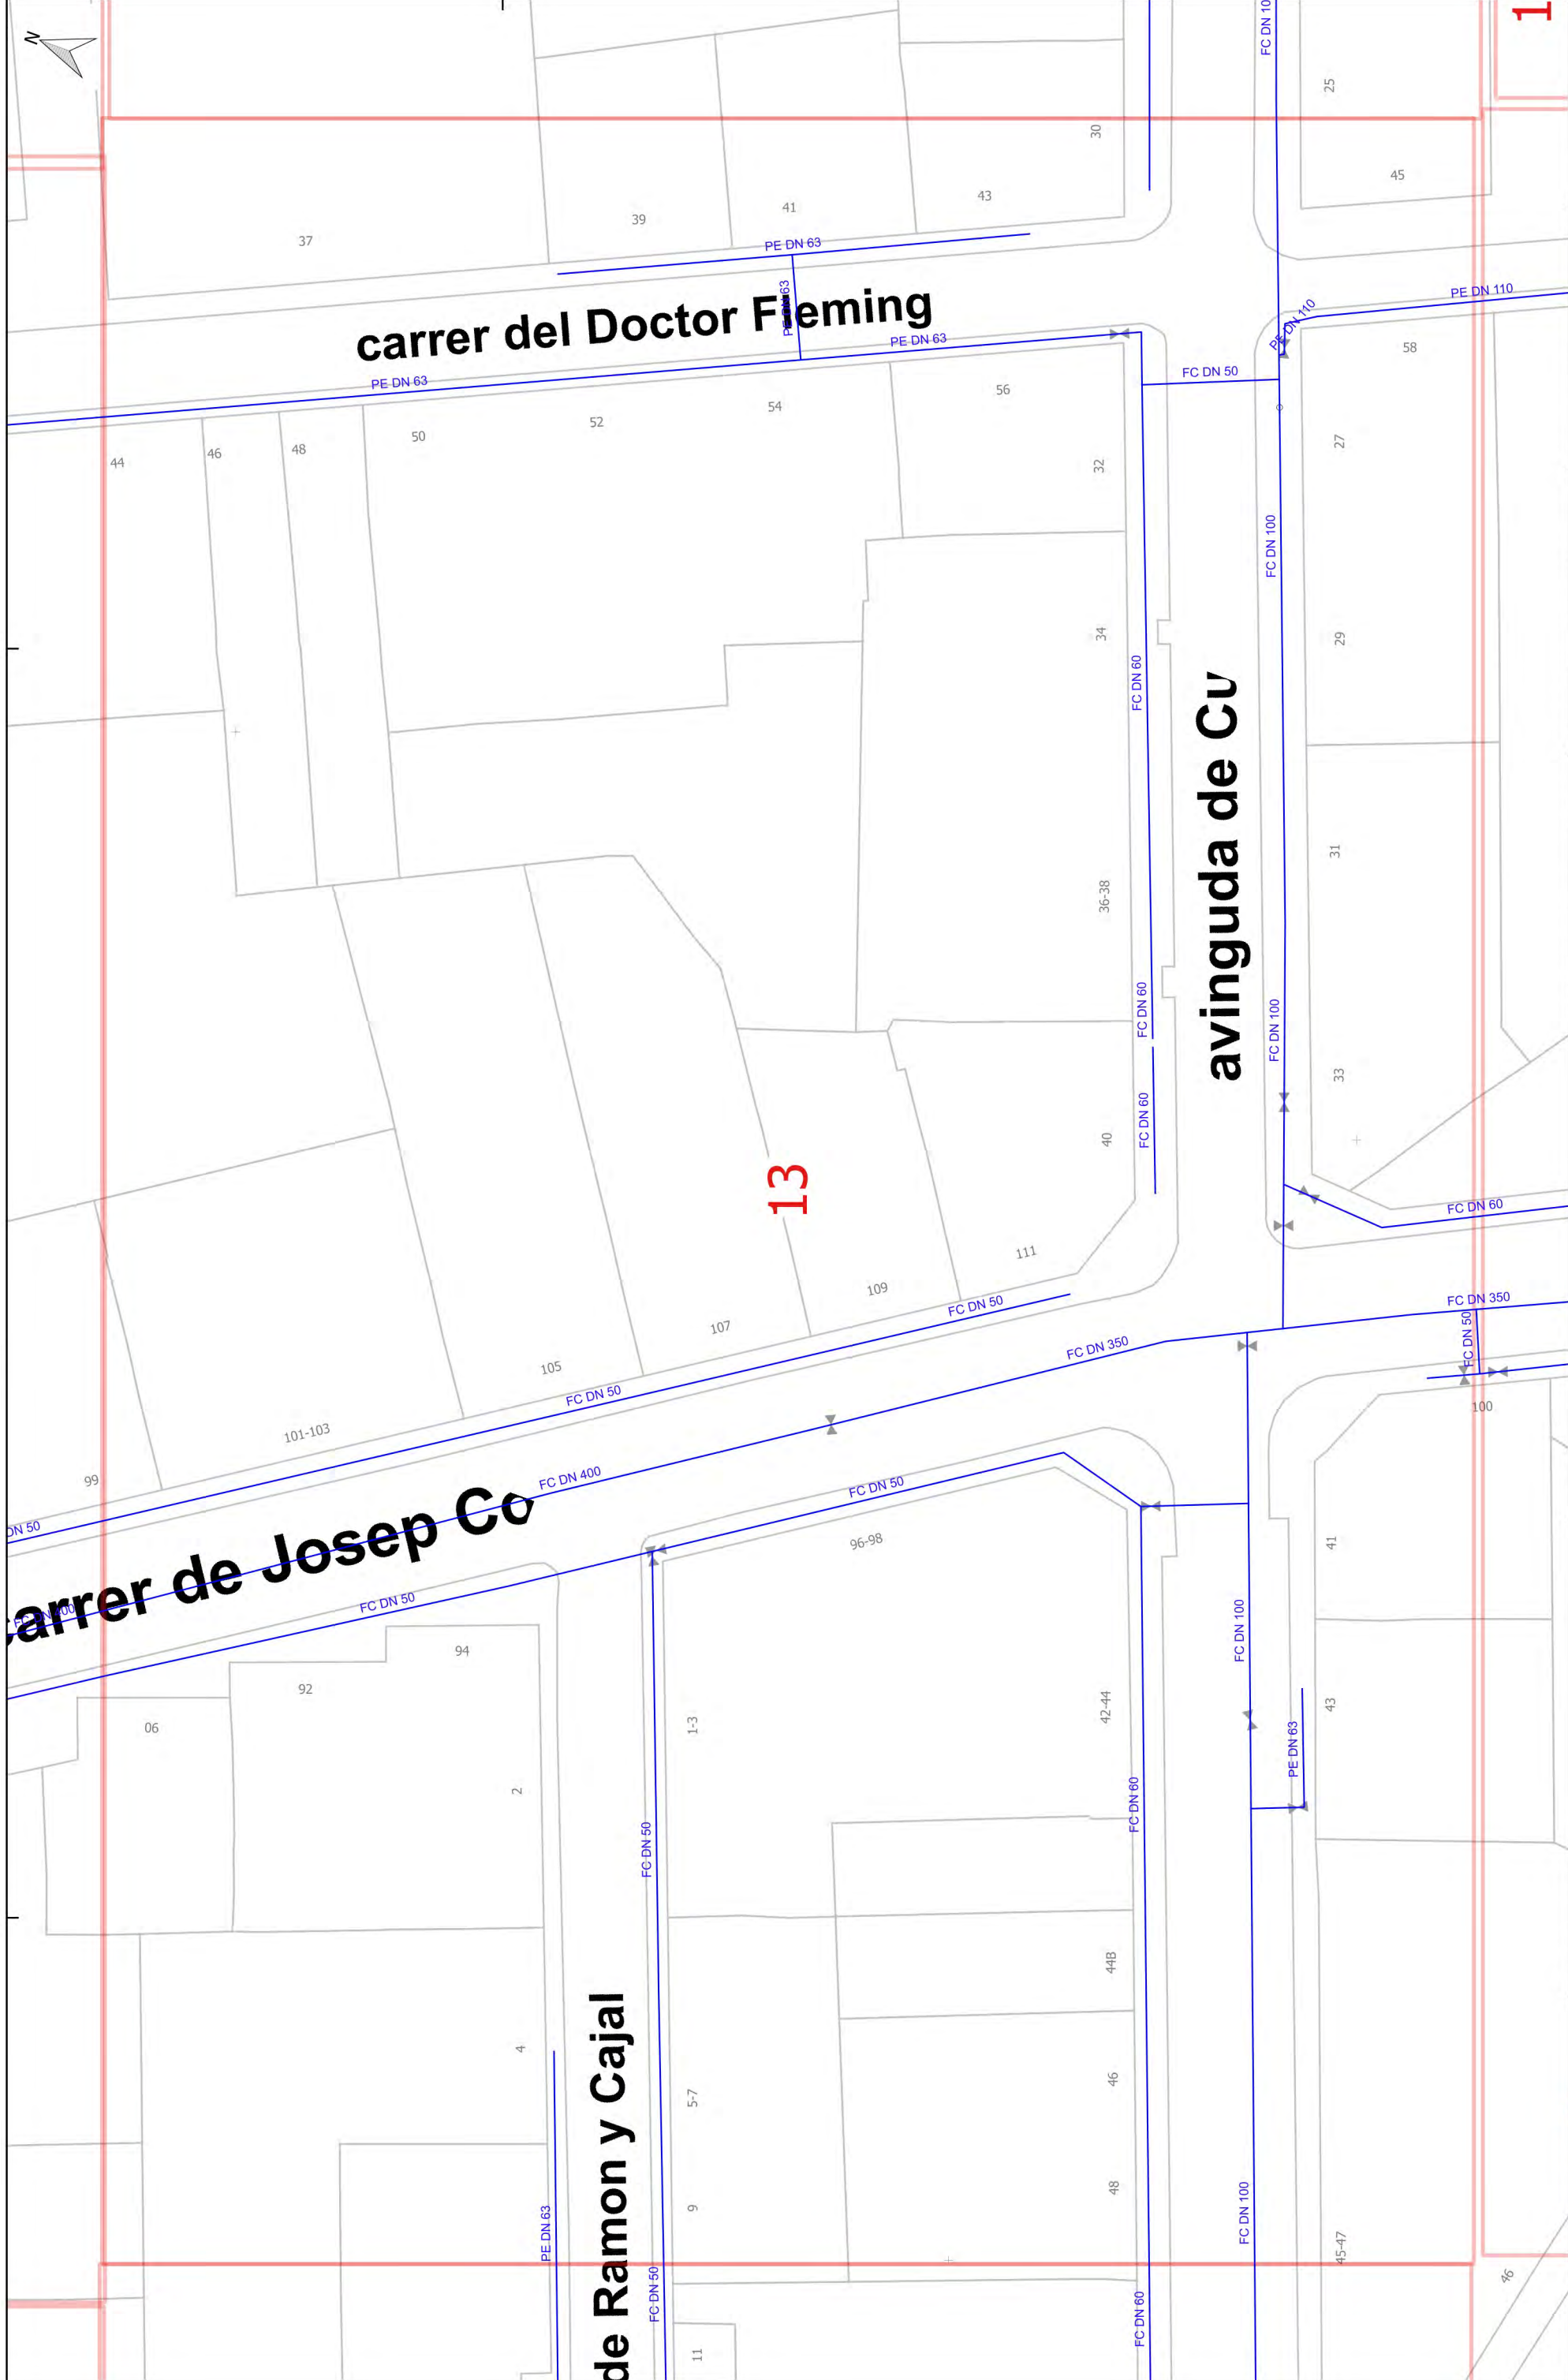 N
FC DN 10
1
25
30
45
43
41
39
37
PE DN 63
PE DN 63
carrer del Doctor Fleming
PE DN 63
PE DN 63
PE DN 110
PE DN 110
58
FC DN 50
44
46
48
50
52
54
56
32
27
FC DN 100
34
29
FC DN 60
avinguda de Cu
31
36-38
FC DN 60
FC DN 100
33
FC DN 60
40
13
FC DN 60
111
109
107
105
101-103
99
FC DN 50
FC DN 50
DN 50
FC DN 350
FC DN 350
FC DN 50
100
FC DN 400
FC DN 400
carrer de Josep Co
FC DN 50
FC DN 50
96-98
41
94
92
06
2
1-3
42-44
FC DN 100
43
PE DN 63
FC DN 60
FC DN 50
44B
4
5-7
46
9
48
PE DN 63
de Ramon y Cajal
FC DN 50
FC DN 100
45-47
46
FC DN 60
11